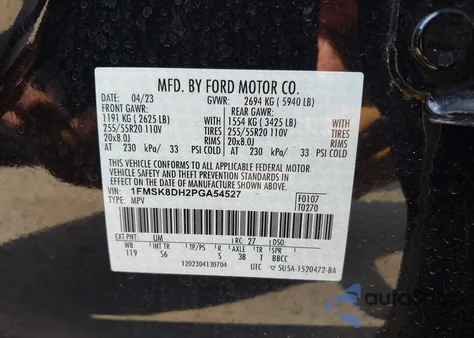 MFD. BY FORD MOTOR CO.
DATE: 04/23 GVWR: 2694 KG ( 5940 LB)
FRONT GAWR: REAR GAWR:
1191 KG ( 2625 LB) WITH 1554 KG ( 3425 LB) WITH
255/55R20 110V TIRES 255/55R20 110V TIRES
20x8.0J RIMS 20x8.0J RIMS
AT 230 kPa/ 33 PSI COLD AT 230 kPa/ 33 PSI COLD
THIS VEHICLE CONFORMS TO ALL APPLICABLE FEDERAL MOTOR
VEHICLE SAFETY AND THEFT PREVENTION STANDARDS IN EFFECT ON
THE DATE OF MANUFACTURE SHOWN ABOVE.
VIN: 1FMSK8DH2PGA54527 F0107
TYPE: MPV T0270
EXT PNT: UM RC: 27 DSO:
WB INT TR TP/PS R AXLE TR SPR
119 S6 S 3B T BBCC
1202304130704 UTC 5USA-1520472-BA